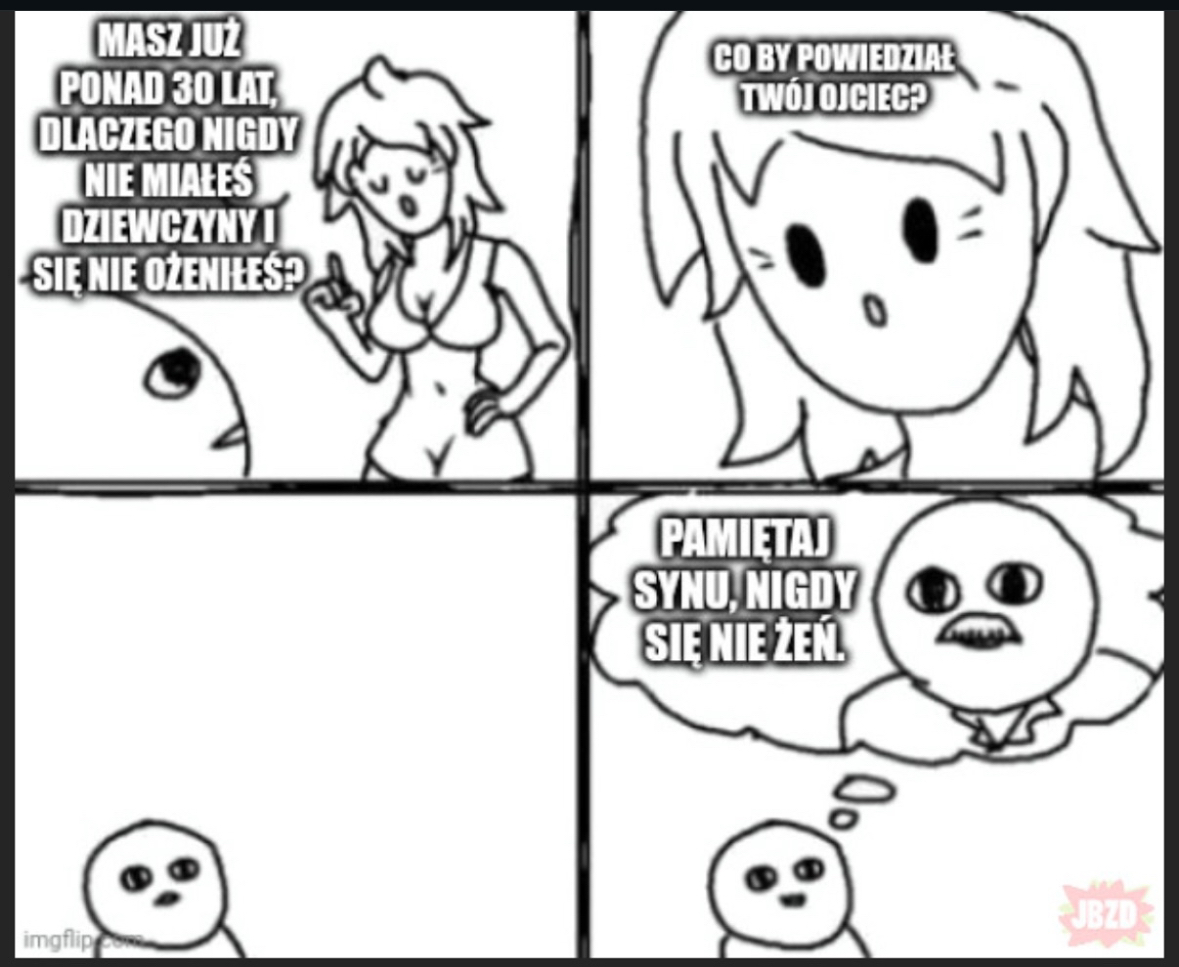 MASZ JUŻ
PONAD 30 LAT,
DLACZEGO NIGDY
NIE MIAŁEŚ
DZIEWCZYNY I
SIĘ NIE OŻENIŁEŚ?
CO BY POWIEDZIAŁ
TWÓJ OJCIEC?
PAMIĘTAJ
SYNU, NIGDY
SIĘ NIE ŻEŃ.
imgflip.com
JBZD